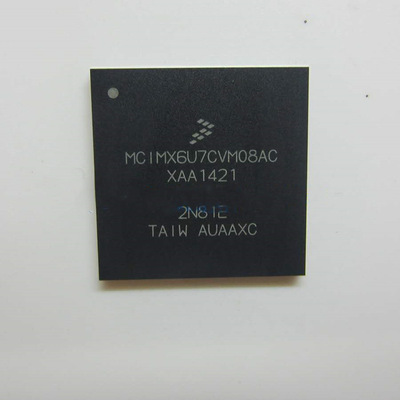 MCIMX6U7CVM08AC
XAA1421
2N81E
TAIW AUAAXC